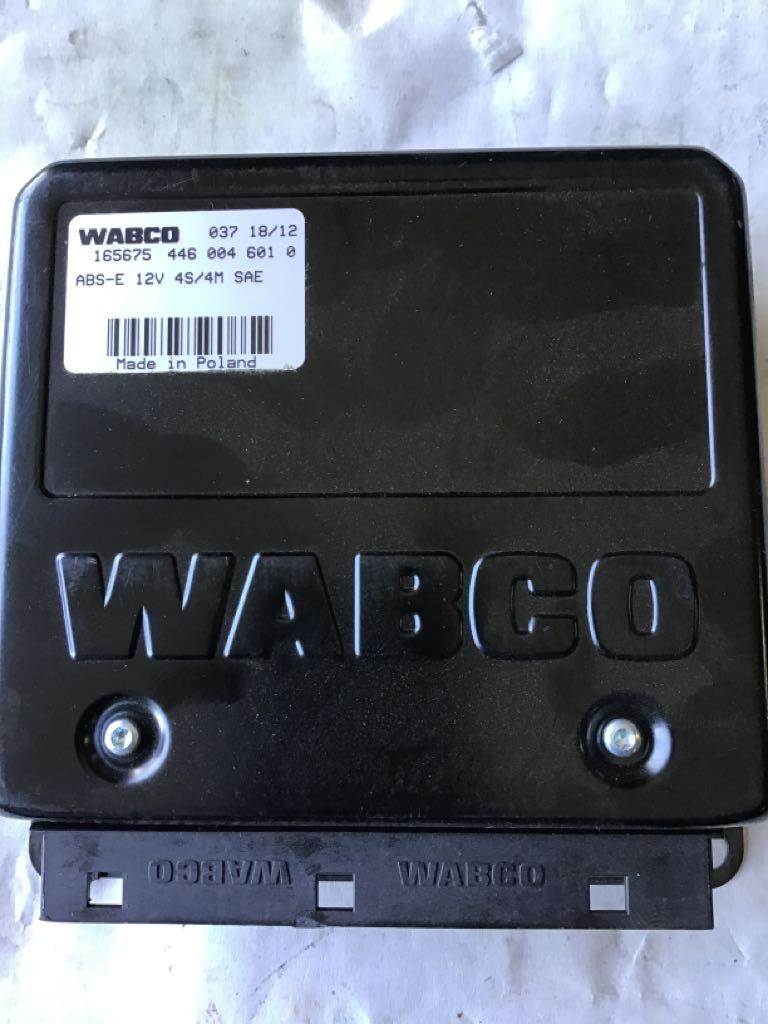 WABCO 037 18/12
165675 446 004 601 0
ABS-E 12V 4S/4M SAE
Made in Poland
WABCO
WABCO WABCO